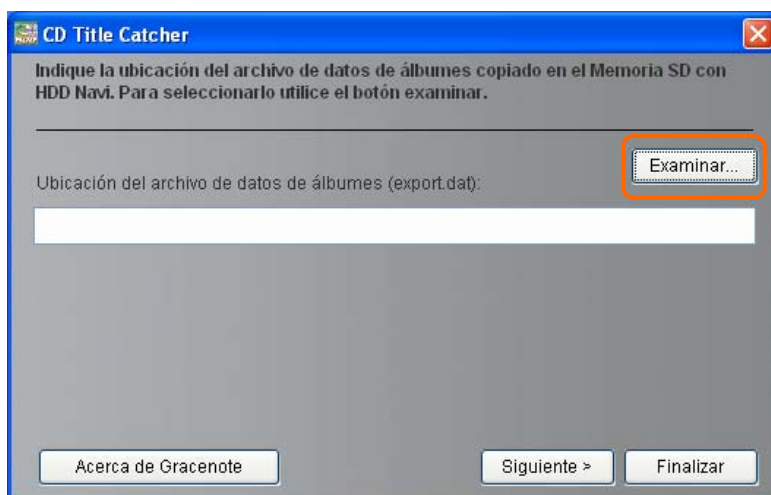 CD Title Catcher
Indique la ubicación del archivo de datos de álbumes copiado en el Memoria SD con
HDD Navi. Para seleccionarlo utilice el botón examinar.
Examinar...
Ubicación del archivo de datos de álbumes (export.dat):
Acerca de Gracenote
Siguiente >
Finalizar